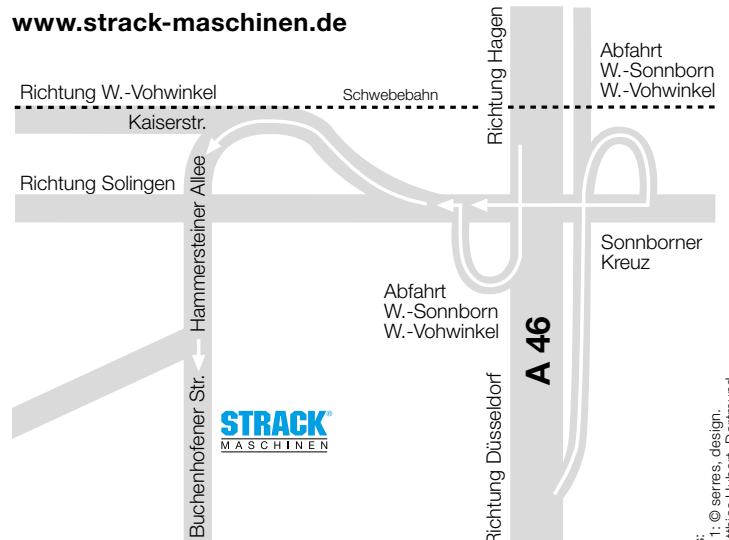 www.strack-maschinen.de
Richtung Hagen
Abfahrt
W.-Sonnborn
W.-Vohwinkel
Richtung W.-Vohwinkel
Schwebebahn
Kaiserstr.
Richtung Solingen
Hammersteiner Allee
Sonnborner
Kreuz
Abfahrt
W.-Sonnborn
W.-Vohwinkel
A 46
Richtung Düsseldorf
Buchenhofener Str.
STRACK®
MASCHINEN
1: © serres, design.